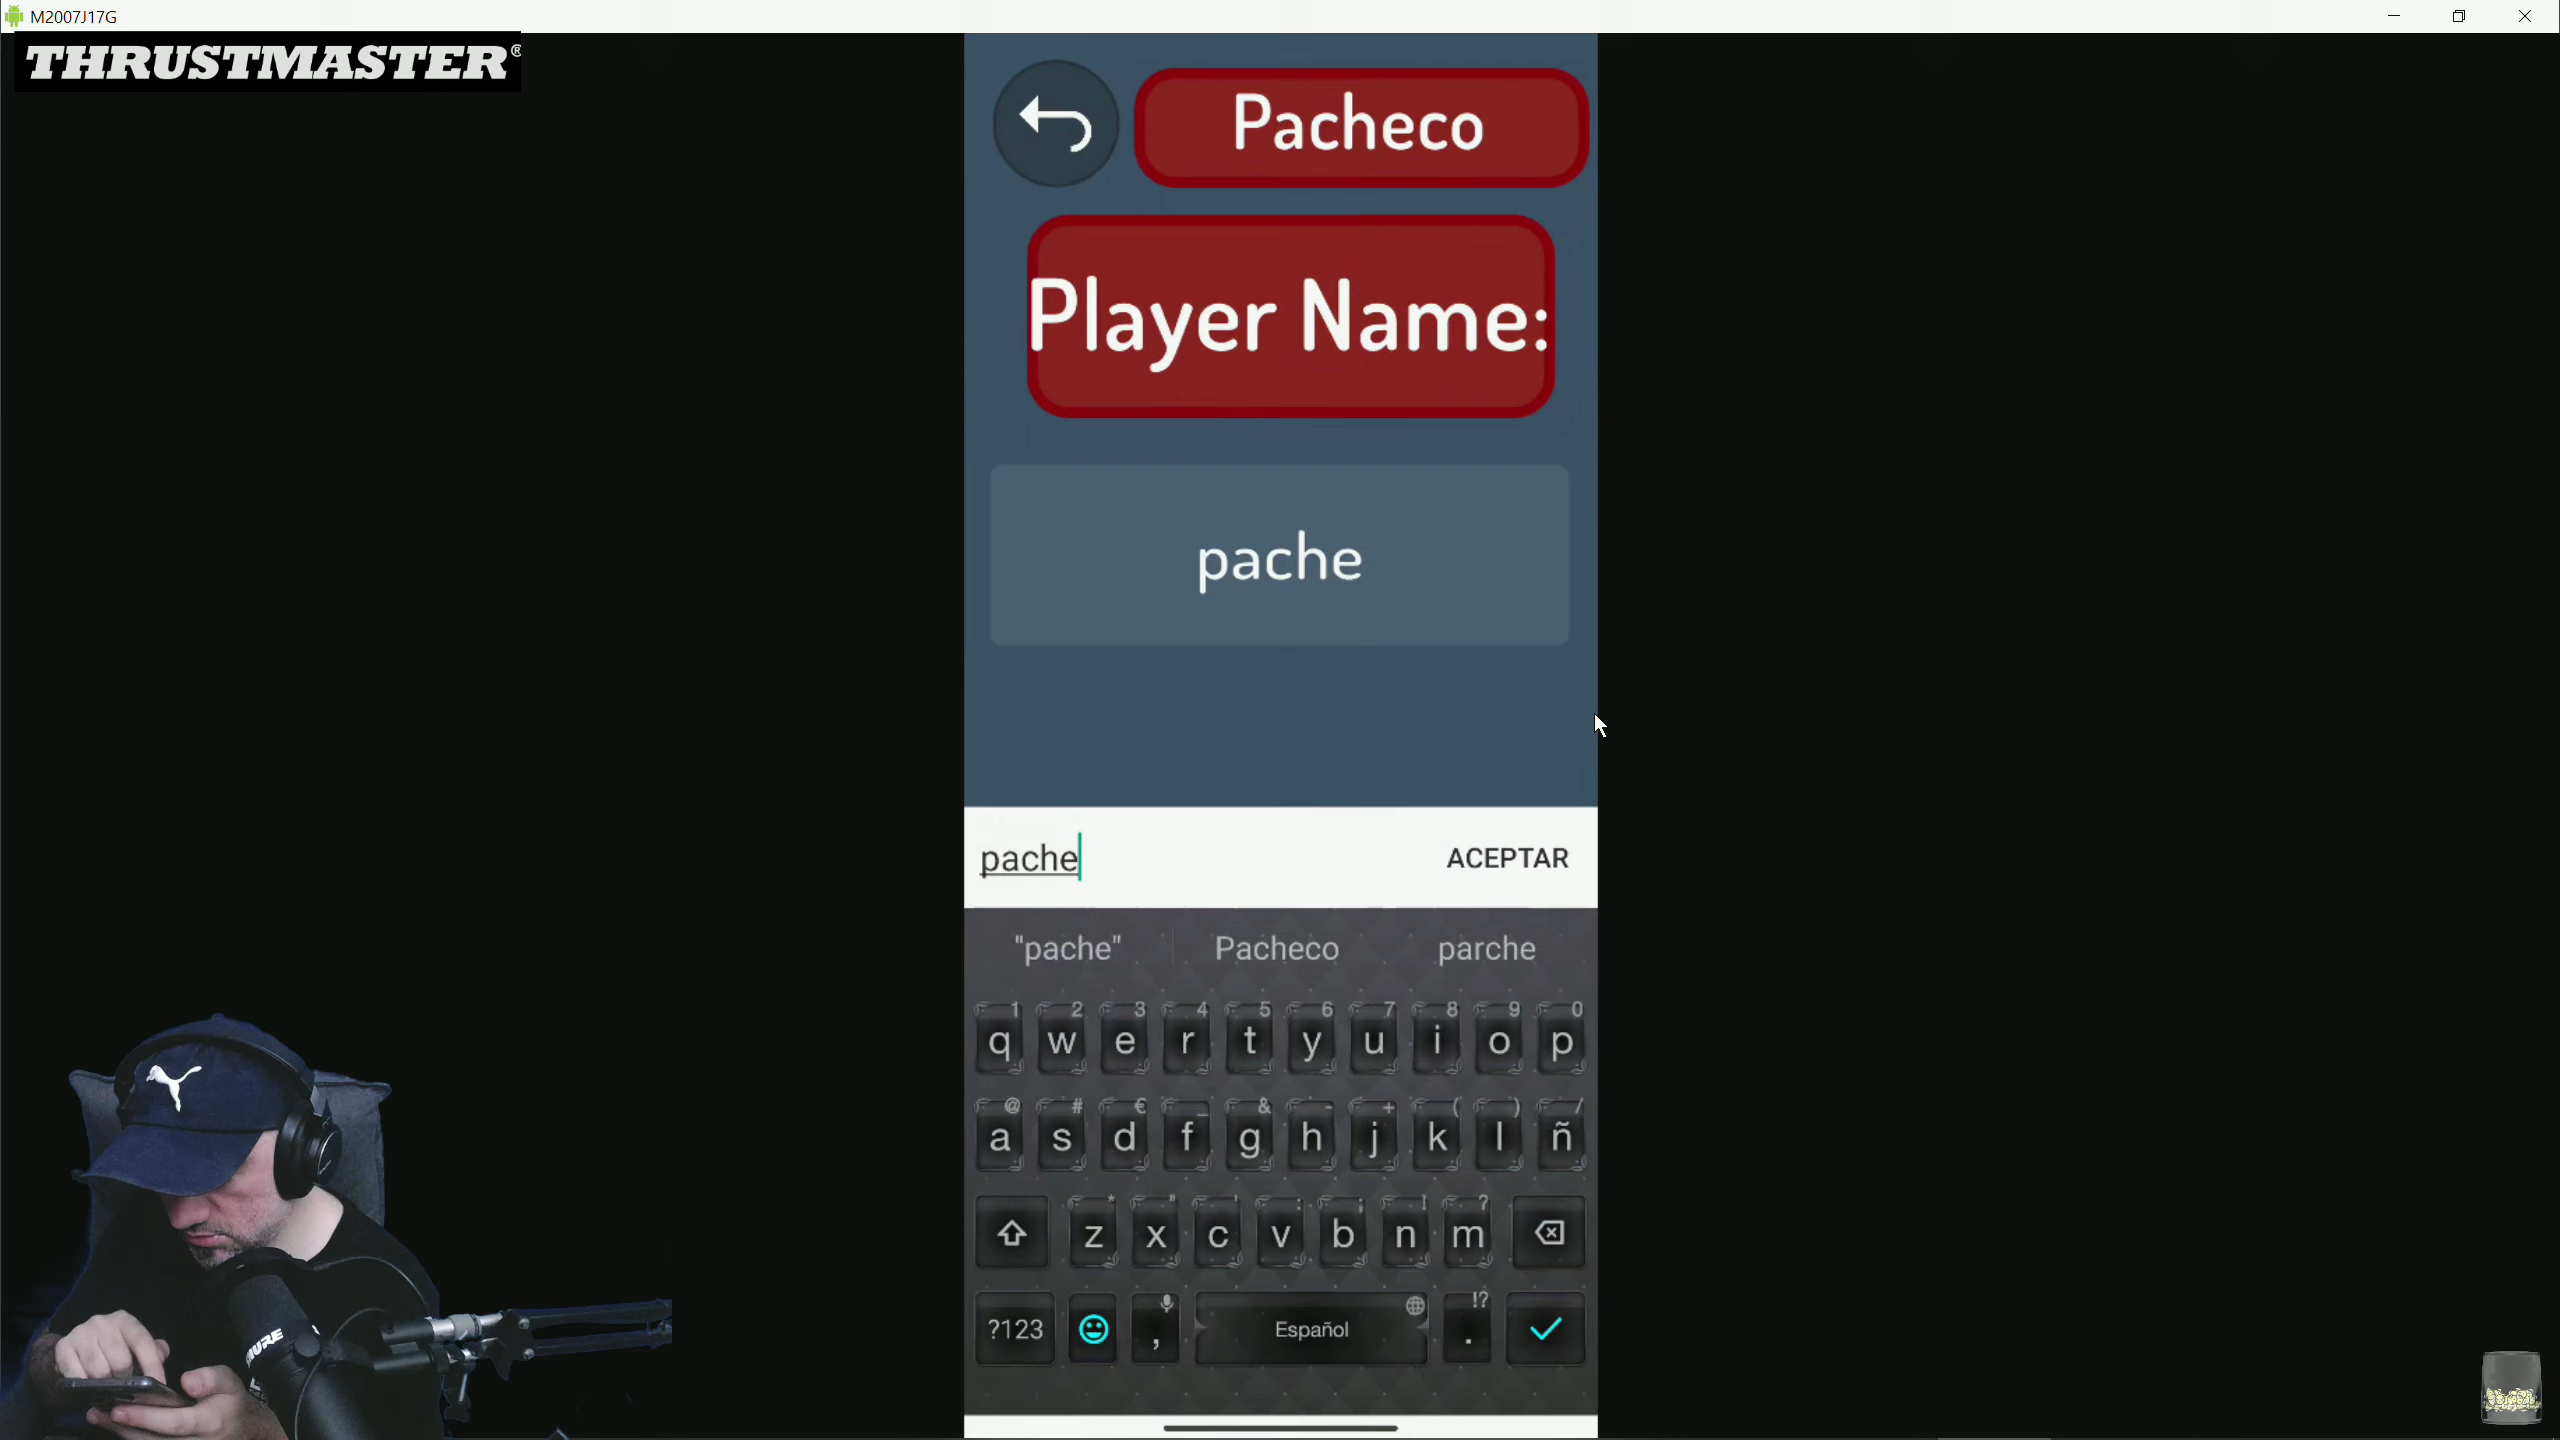 M2007J17G
THRUSTMASTER®
Pacheco
Player Name:
pache
pache ACEPTAR
"pache" Pacheco parche
1 2 3 4 5 6 7 8 9 0
q w e r t y u i o p
@ # € _ & - + ( ) /
a s d f g h j k l ñ
* " ' : ; ! ?
z x c v b n m
?123 , Español . !?
SHURE